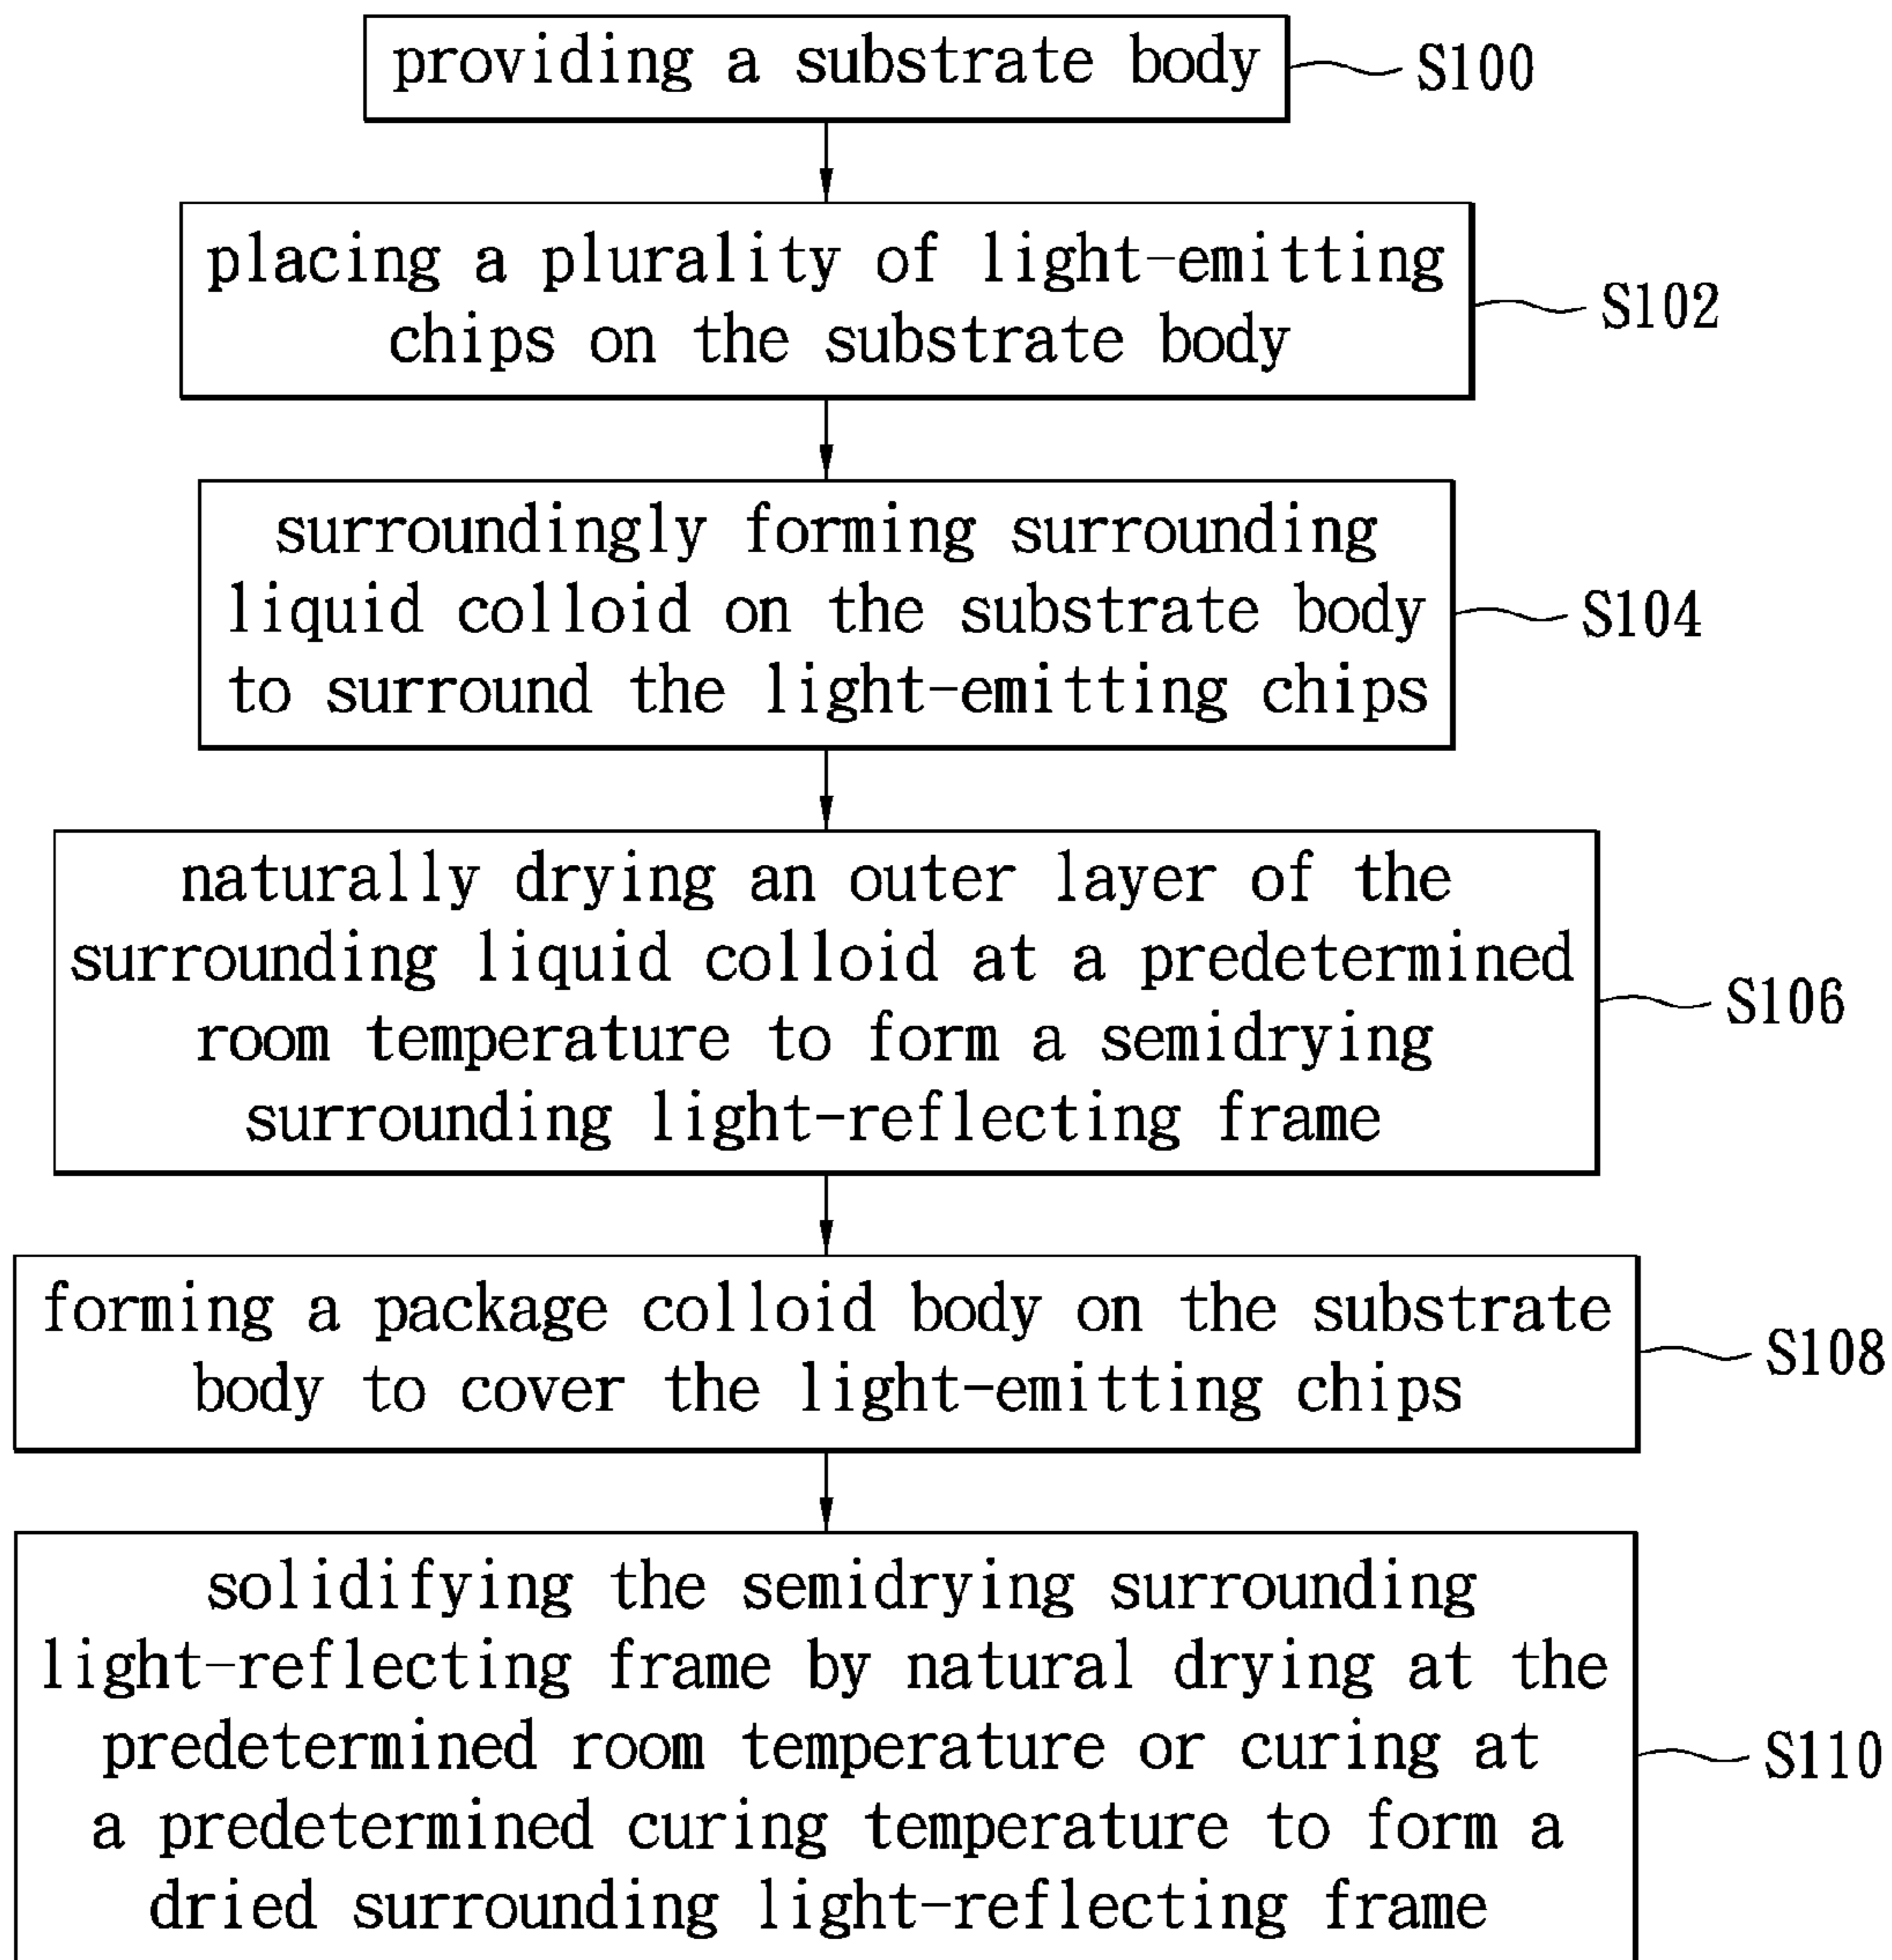 providing a substrate body
S100
placing a plurality of light-emitting
chips on the substrate body
S102
surroundingly forming surrounding
liquid colloid on the substrate body
to surround the light-emitting chips
S104
naturally drying an outer layer of the
surrounding liquid colloid at a predetermined
room temperature to form a semidrying
surrounding light-reflecting frame
S106
forming a package colloid body on the substrate
body to cover the light-emitting chips
S108
solidifying the semidrying surrounding
light-reflecting frame by natural drying at the
predetermined room temperature or curing at
a predetermined curing temperature to form a
dried surrounding light-reflecting frame
S110